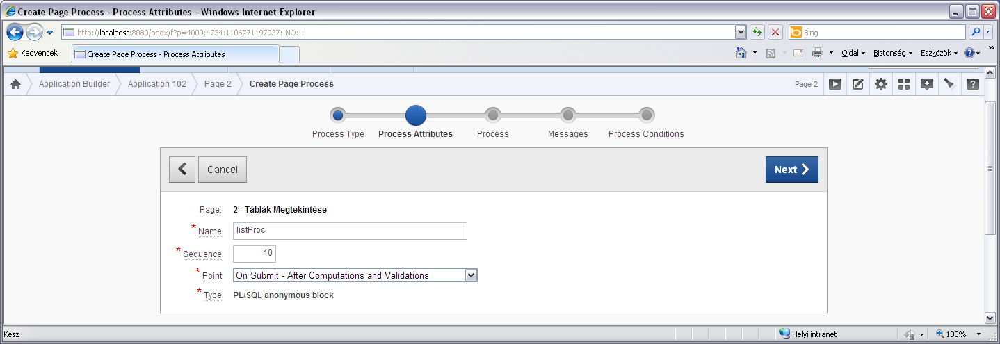 Create Page Process - Process Attributes - Windows Internet Explorer
http://localhost:8080/apex/f?p=4000:4734:1106771197927::NO:::
Bing
Kedvencek
Create Page Process - Process Attributes
Oldal
Biztonság
Eszközök
»
Application Builder
Application 102
Page 2
Create Page Process
Page 2
Process Type
Process Attributes
Process
Messages
Process Conditions
Cancel
Next
Page: 2 - Táblák Megtekintése
* Name listProc
* Sequence 10
* Point On Submit - After Computations and Validations
* Type PL/SQL anonymous block
Kész
Helyi intranet
100%